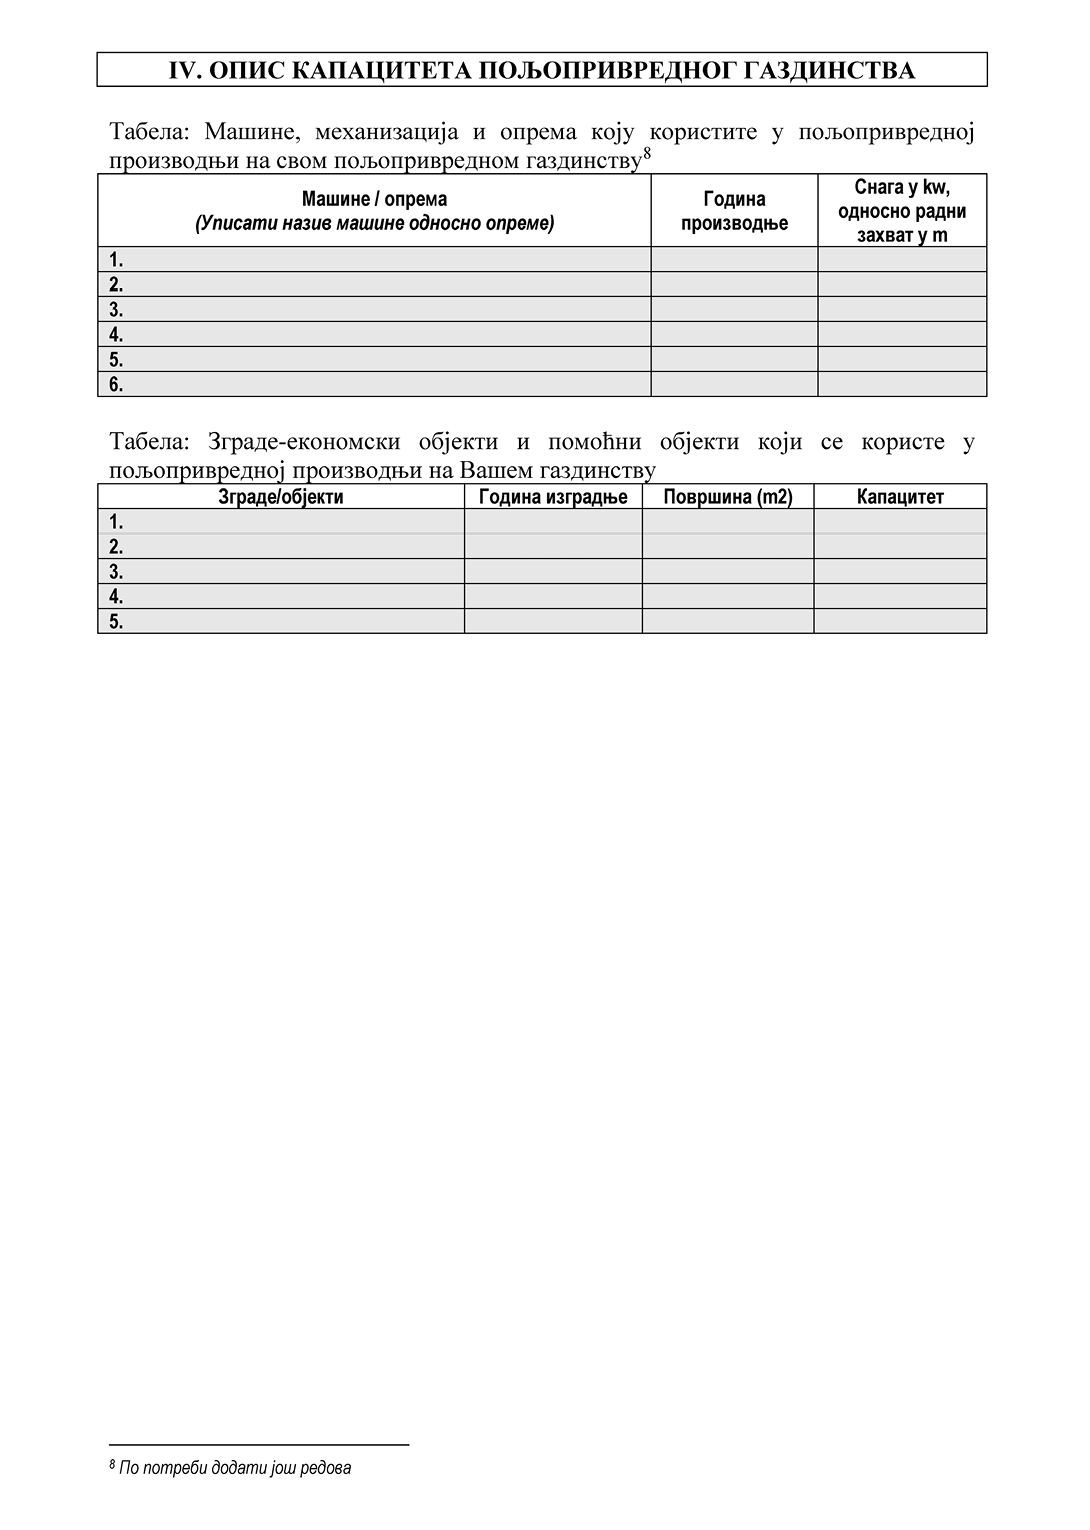 IV. ОПИС КАПАЦИТЕТА ПОЉОПРИВРЕДНОГ ГАЗДИНСТВА
Табела: Машине, механизација и опрема коју користите у пољопривредној
производњи на свом пољопривредном газдинству⁸
Машине / опрема
(Уписати назив машине односно опреме)
Година
производње
Снага у kw,
односно радни
захват у m
1.
2.
3.
4.
5.
6.
Табела: Зграде-економски објекти и помоћни објекти који се користе у
пољопривредној производњи на Вашем газдинству
Зграде/објекти Година изградње Површина (m2) Капацитет
1.
2.
3.
4.
5.
⁸ По потреби додати још редова